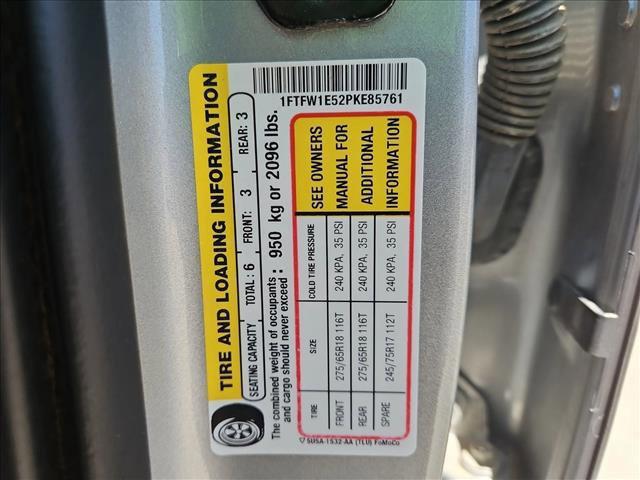 1FTFW1E52PKE85761
TIRE AND LOADING INFORMATION
SEATING CAPACITY TOTAL: 6 FRONT: 3 REAR: 3
The combined weight of occupants
and cargo should never exceed : 950 kg or 2096 lbs.
TIRE SIZE COLD TIRE PRESSURE
FRONT 275/65R18 116T 240 KPA, 35 PSI
REAR 275/65R18 116T 240 KPA, 35 PSI
SPARE 245/75R17 112T 240 KPA, 35 PSI
SEE OWNERS
MANUAL FOR
ADDITIONAL
INFORMATION
5U5A-1532-AA (TLU) FoMoCo